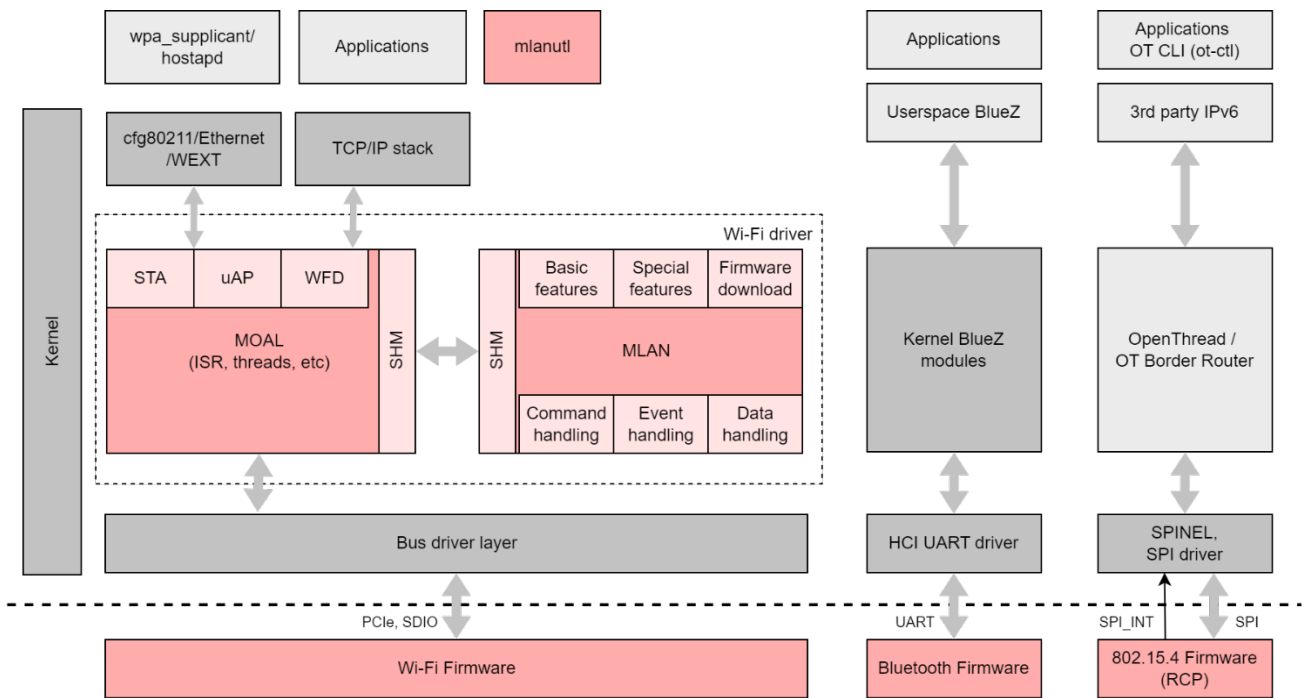 wpa_supplicant/
hostapd
Applications
mlanutl
Applications
Applications
OT CLI (ot-ctl)
Userspace BlueZ
3rd party IPv6
cfg80211/Ethernet
/WEXT
TCP/IP stack
Kernel
Wi-Fi driver
STA
uAP
WFD
MOAL
(ISR, threads, etc)
SHM
SHM
Basic
features
Special
features
Firmware
download
MLAN
Command
handling
Event
handling
Data
handling
Kernel BlueZ
modules
OpenThread /
OT Border Router
Bus driver layer
HCI UART driver
SPINEL,
SPI driver
PCIe, SDIO
UART
SPI_INT
SPI
Wi-Fi Firmware
Bluetooth Firmware
802.15.4 Firmware
(RCP)